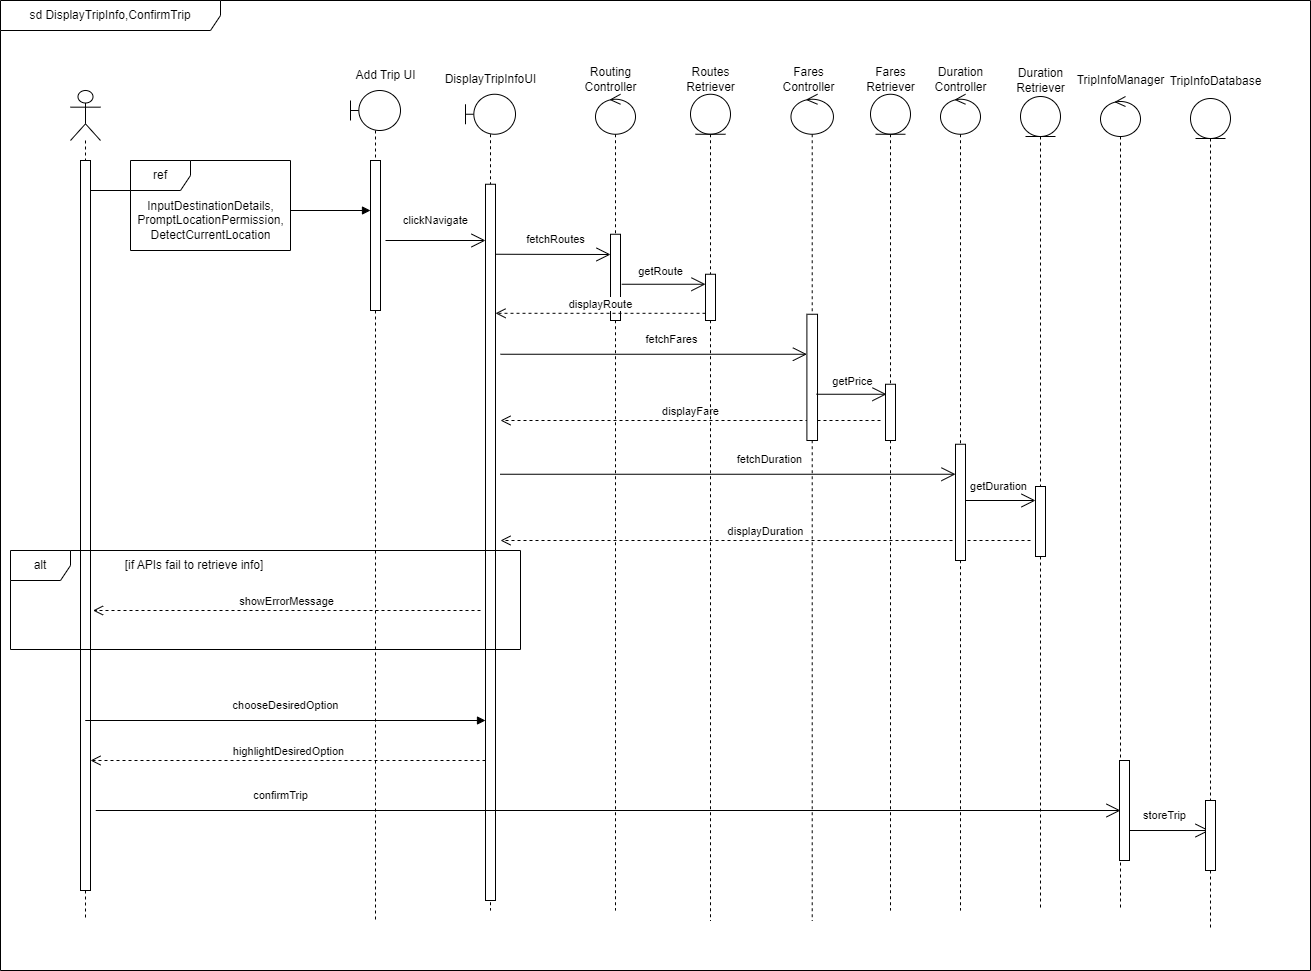 sd DisplayTripInfo,ConfirmTrip
Add Trip UI
DisplayTripInfoUI
Routing
Controller
Routes
Retriever
Fares
Controller
Fares
Retriever
Duration
Controller
Duration
Retriever
TripInfoManager
TripInfoDatabase
ref
InputDestinationDetails,
PromptLocationPermission,
DetectCurrentLocation
clickNavigate
fetchRoutes
getRoute
displayRoute
fetchFares
getPrice
displayFare
fetchDuration
getDuration
displayDuration
alt
[if APIs fail to retrieve info]
showErrorMessage
chooseDesiredOption
highlightDesiredOption
confirmTrip
storeTrip